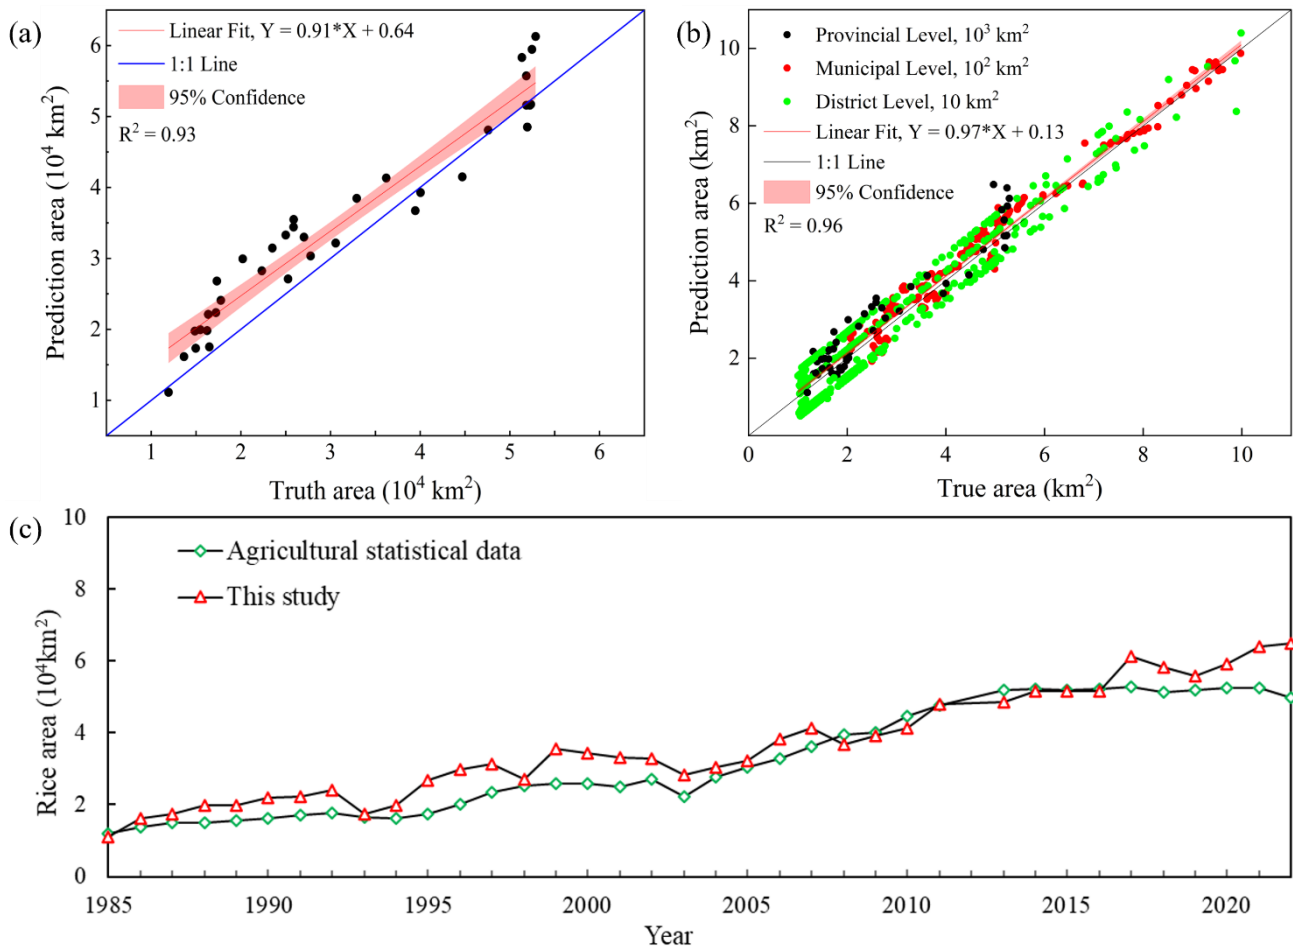 (a)
Linear Fit, Y = 0.91*X + 0.64
1:1 Line
95% Confidence
R² = 0.93
6
5
4
3
2
1
Prediction area (10⁴ km²)
1 2 3 4 5 6
Truth area (10⁴ km²)
(b)
Provincial Level, 10³ km²
Municipal Level, 10² km²
District Level, 10 km²
Linear Fit, Y = 0.97*X + 0.13
1:1 Line
95% Confidence
R² = 0.96
10
8
6
4
2
Prediction area (km²)
0 2 4 6 8 10
True area (km²)
(c)
Agricultural statistical data
This study
10
8
6
4
2
0
Rice area (10⁴km²)
1985 1990 1995 2000 2005 2010 2015 2020
Year